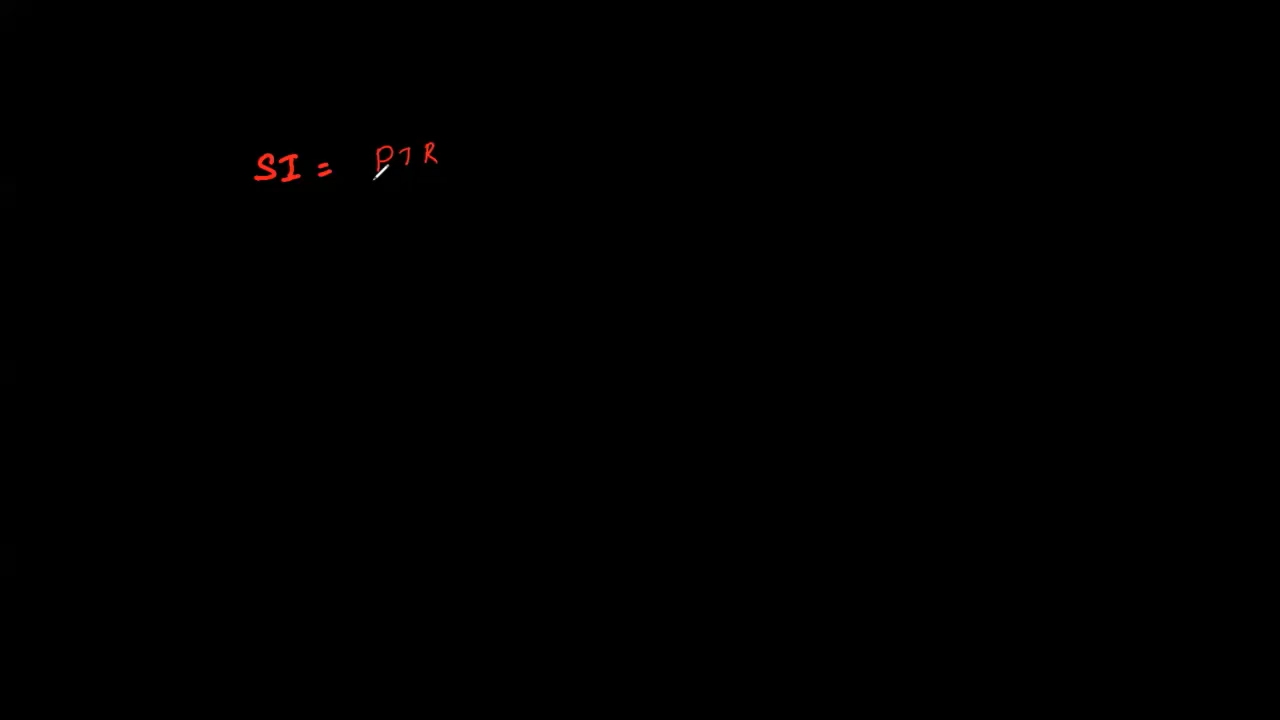 SI = PTR